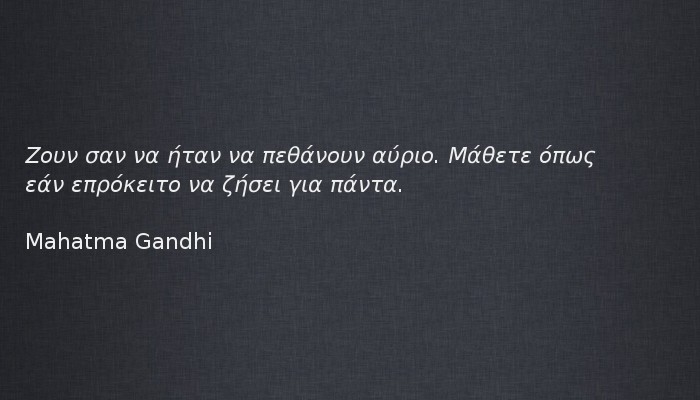 Ζουν σαν να ήταν να πεθάνουν αύριο. Μάθετε όπως
εάν επρόκειτο να ζήσει για πάντα.
Mahatma Gandhi